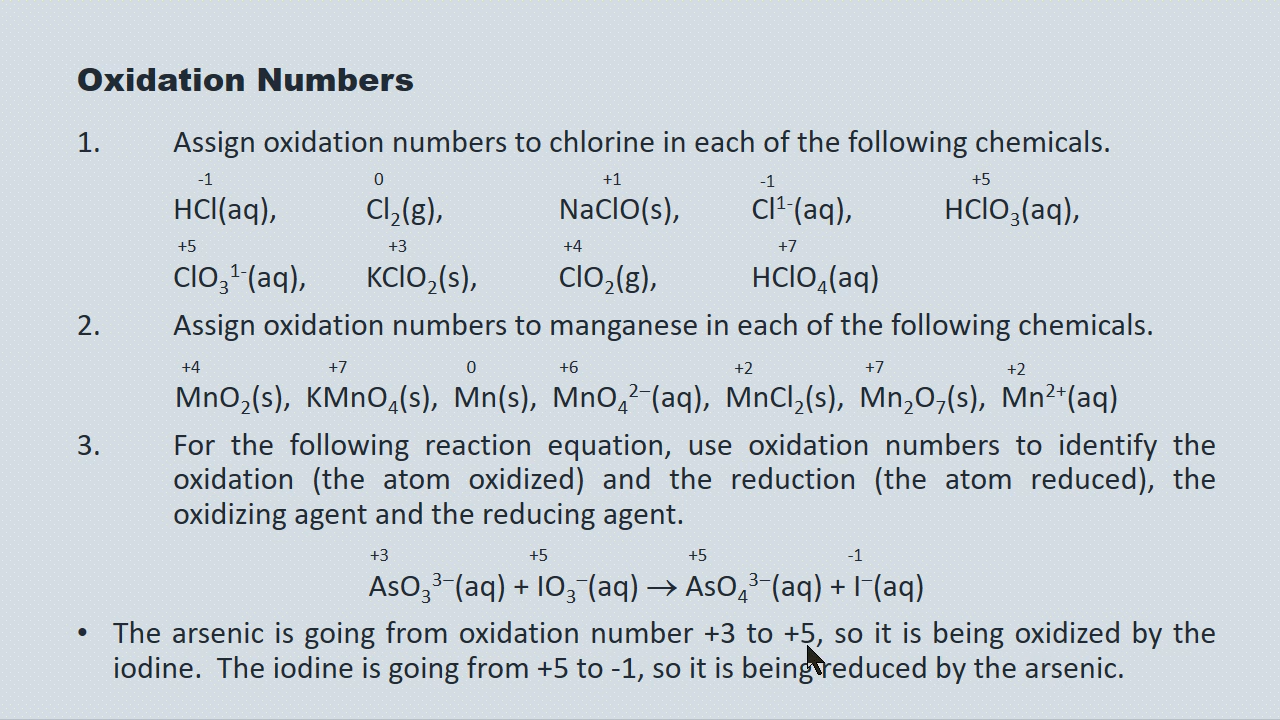 Oxidation Numbers
1. Assign oxidation numbers to chlorine in each of the following chemicals.
-1 0 +1 -1 +5
HCl(aq), Cl₂(g), NaClO(s), Cl¹⁻(aq), HClO₃(aq),
+5 +3 +4 +7
ClO₃¹⁻(aq), KClO₂(s), ClO₂(g), HClO₄(aq)
2. Assign oxidation numbers to manganese in each of the following chemicals.
+4 +7 0 +6 +2 +7 +2
MnO₂(s), KMnO₄(s), Mn(s), MnO₄²⁻(aq), MnCl₂(s), Mn₂O₇(s), Mn²⁺(aq)
3. For the following reaction equation, use oxidation numbers to identify the
oxidation (the atom oxidized) and the reduction (the atom reduced), the
oxidizing agent and the reducing agent.
+3 +5 +5 -1
AsO₃³⁻(aq) + IO₃⁻(aq) → AsO₄³⁻(aq) + I⁻(aq)
• The arsenic is going from oxidation number +3 to +5, so it is being oxidized by the
iodine. The iodine is going from +5 to -1, so it is being reduced by the arsenic.